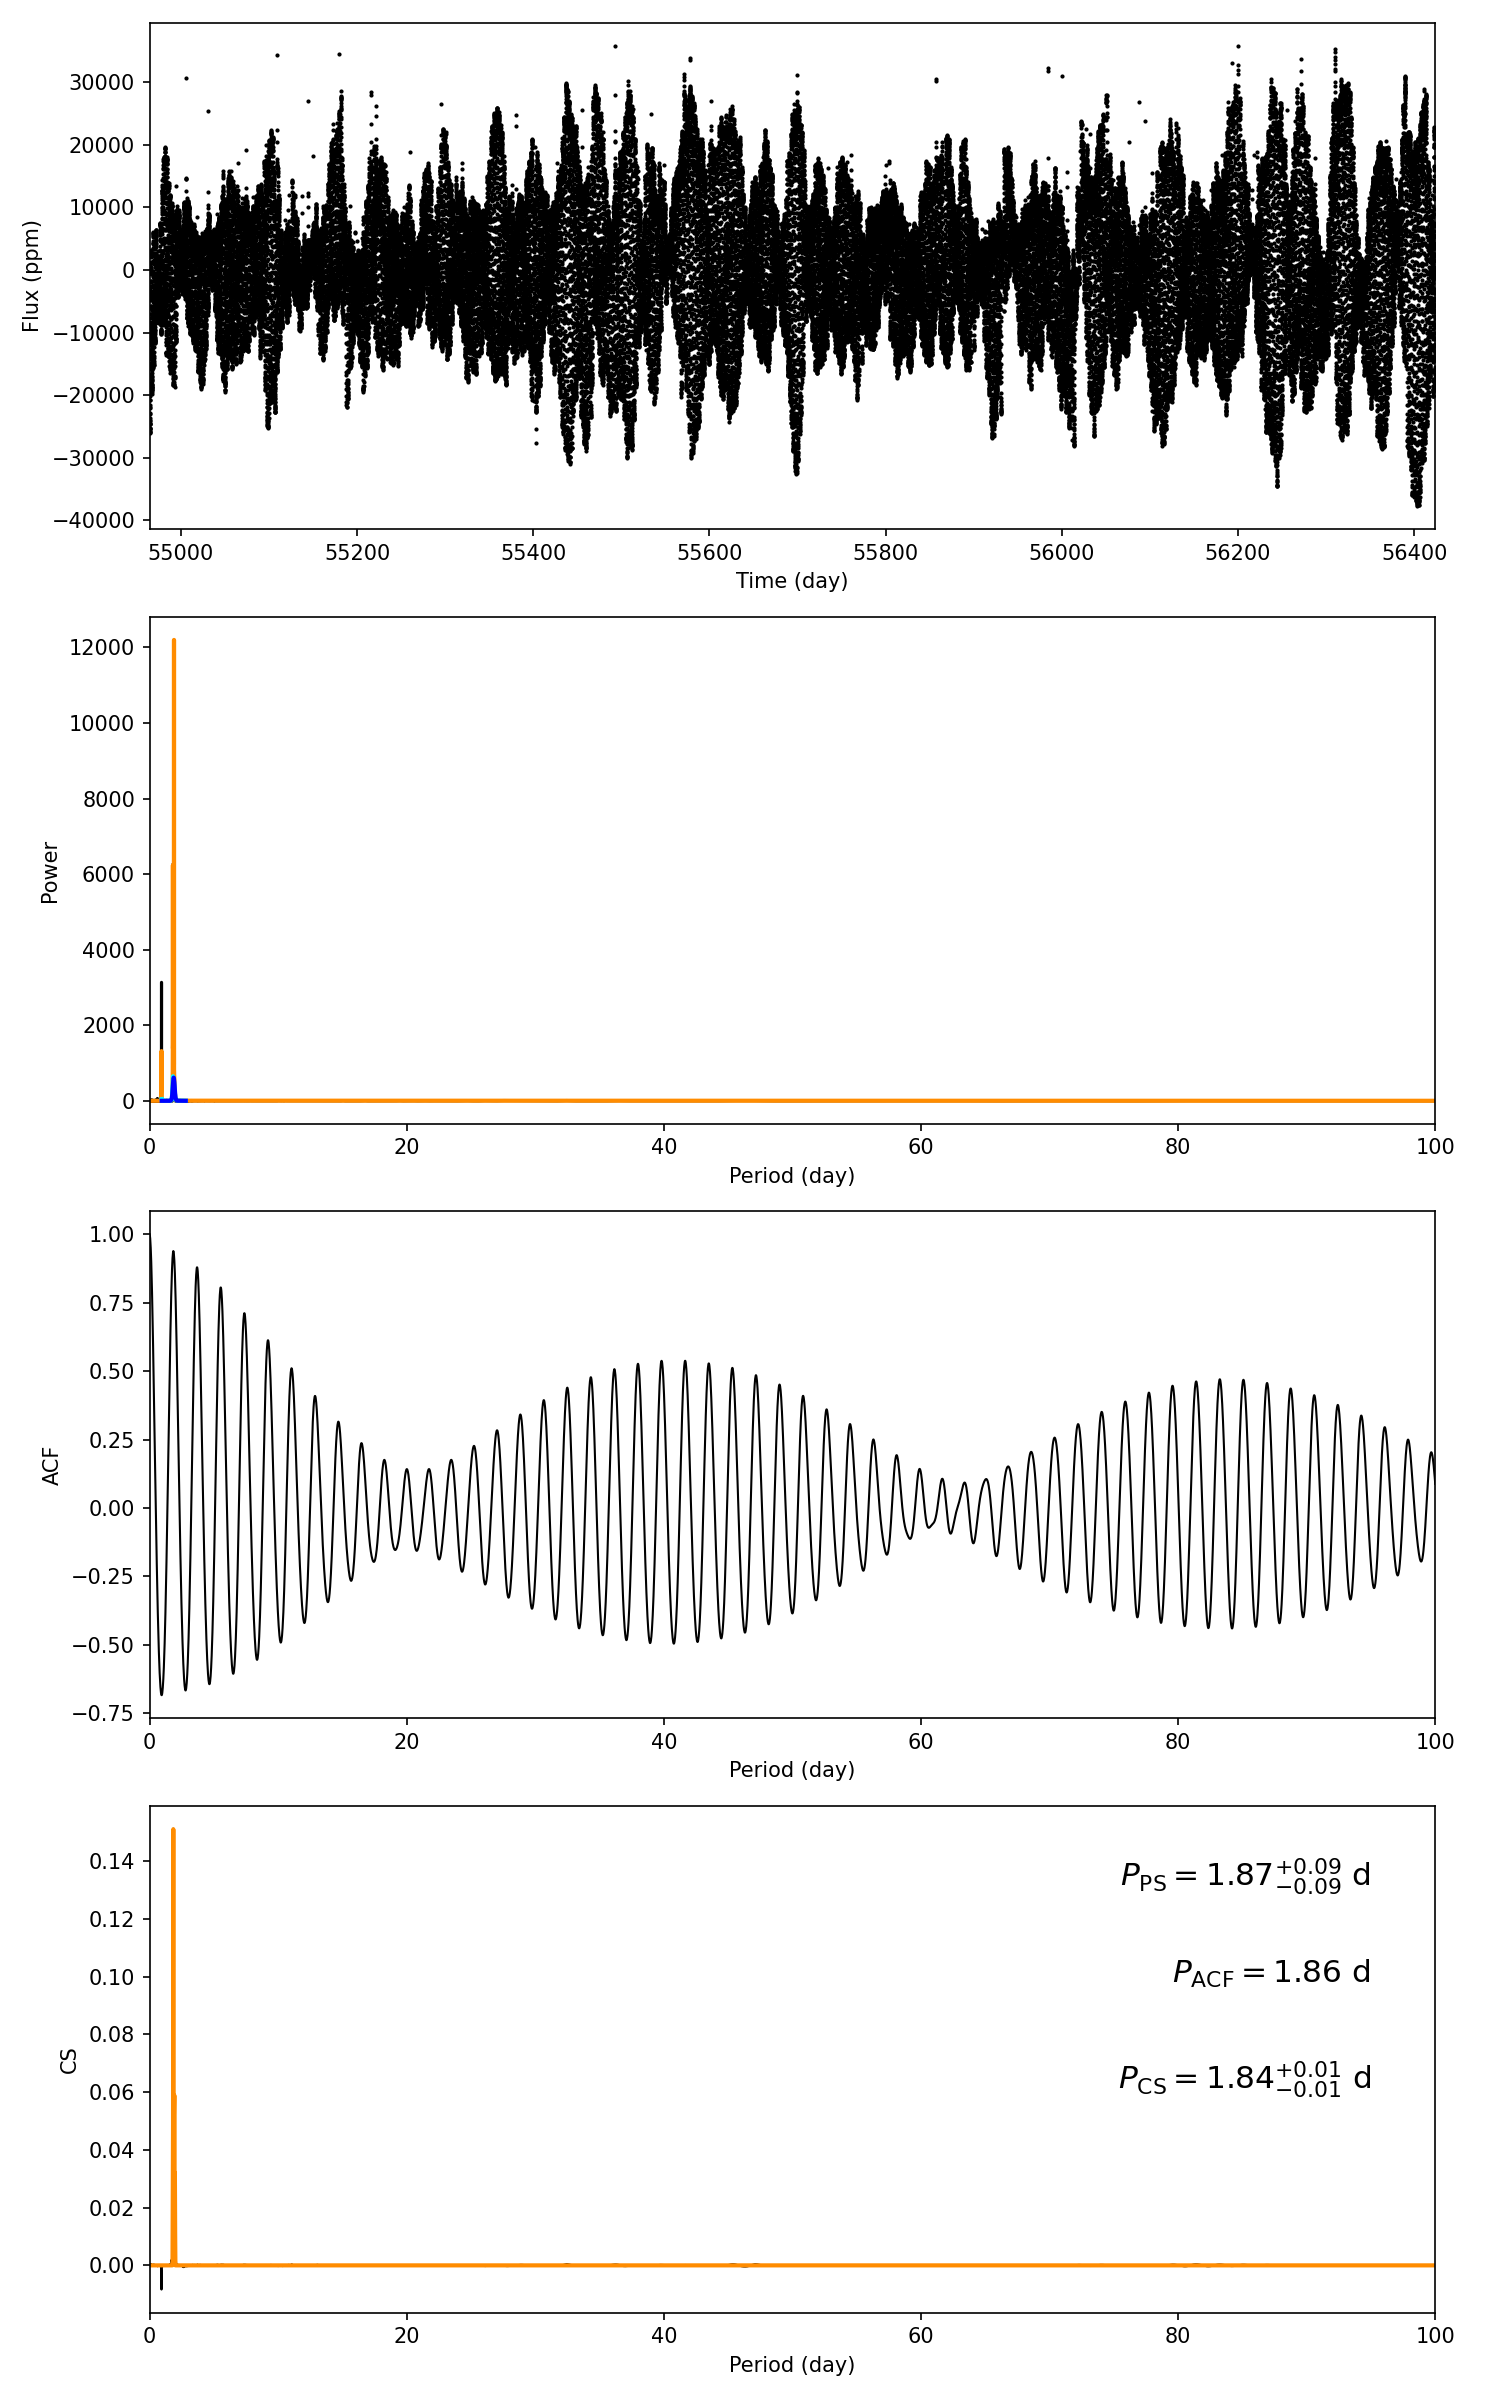 30000
20000
10000
0
−10000
−20000
−30000
−40000
Flux (ppm)
55000 55200 55400 55600 55800 56000 56200 56400
Time (day)
12000
10000
8000
6000
4000
2000
0
Power
0 20 40 60 80 100
Period (day)
1.00
0.75
0.50
0.25
0.00
−0.25
−0.50
−0.75
ACF
0 20 40 60 80 100
Period (day)
0.14
0.12
0.10
0.08
0.06
0.04
0.02
0.00
CS
P_PS = 1.87^{+0.09}_{−0.09} d
P_ACF = 1.86 d
P_CS = 1.84^{+0.01}_{−0.01} d
0 20 40 60 80 100
Period (day)